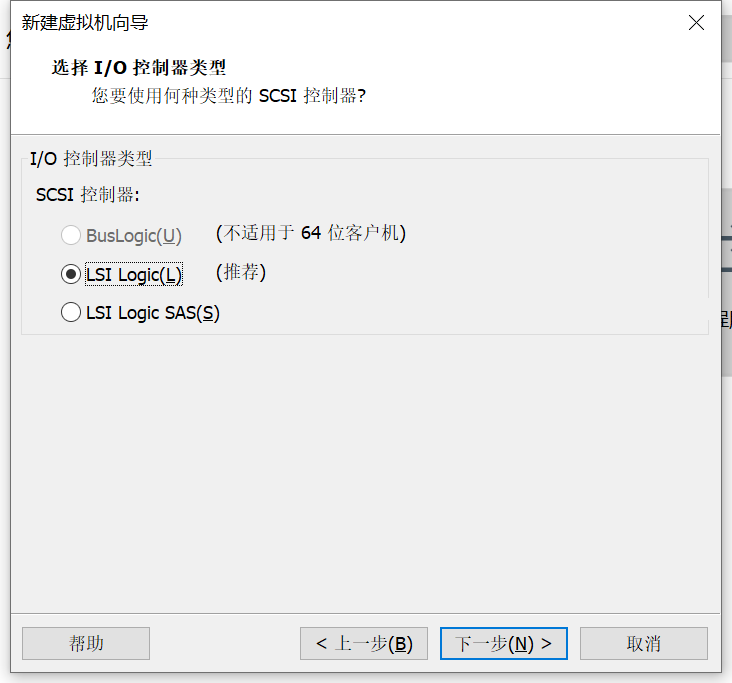 新建虚拟机向导
选择 I/O 控制器类型
您要使用何种类型的 SCSI 控制器?
I/O 控制器类型
SCSI 控制器:
BusLogic(U) (不适用于 64 位客户机)
LSI Logic(L) (推荐)
LSI Logic SAS(S)
帮助 < 上一步(B) 下一步(N) > 取消